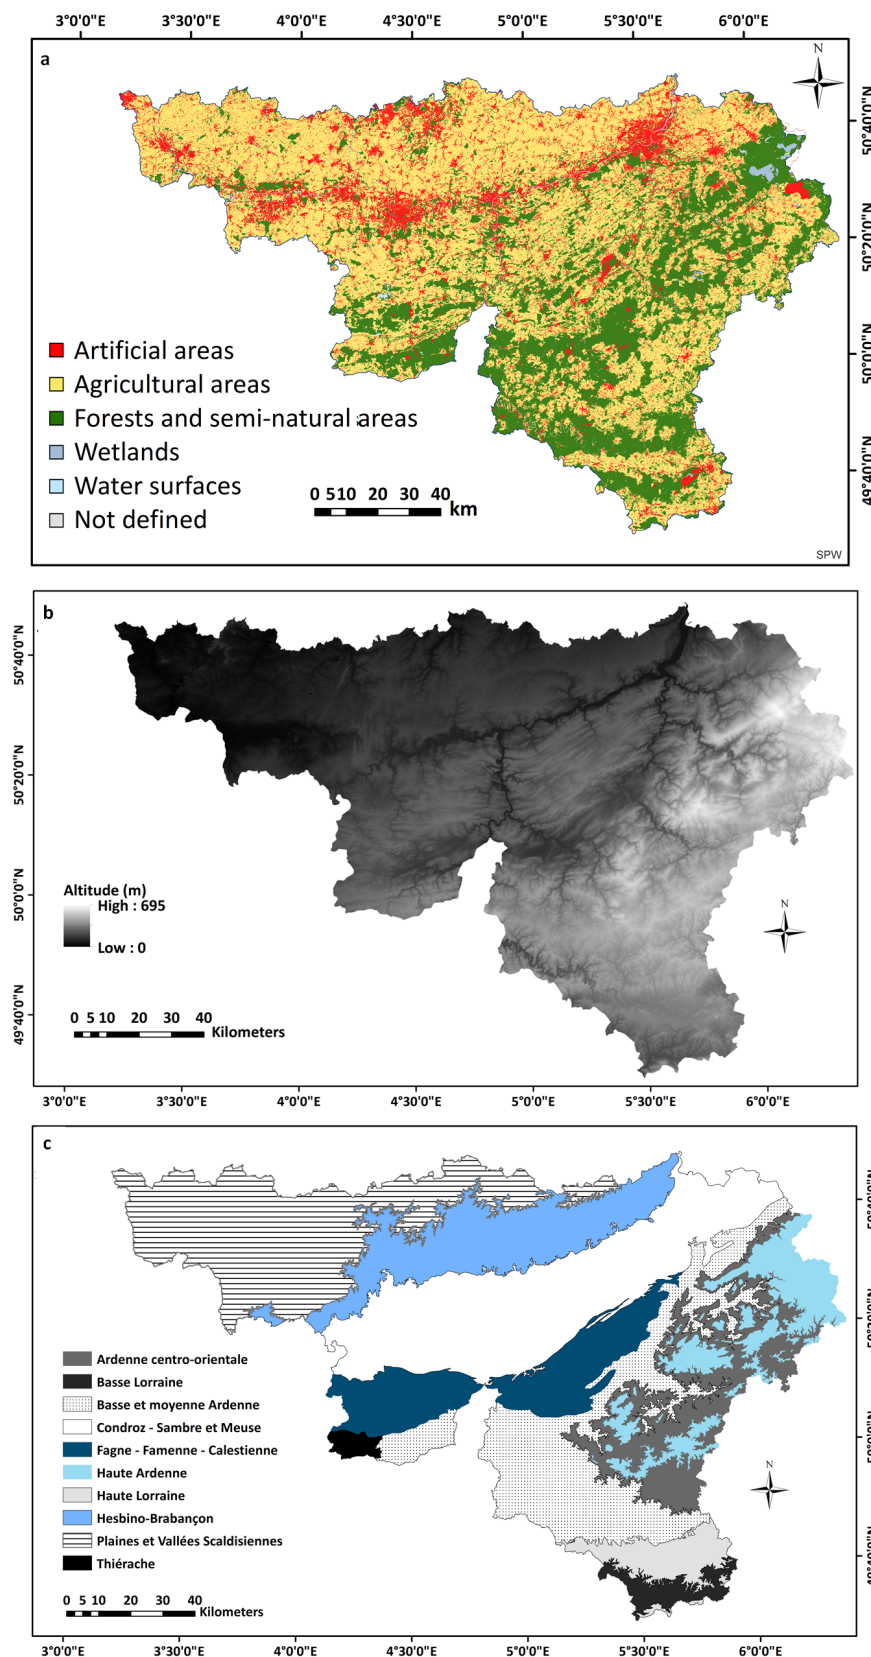 3°0'0"E 3°30'0"E 4°0'0"E 4°30'0"E 5°0'0"E 5°30'0"E 6°0'0"E
a
N
50°40'0"N
50°20'0"N
50°0'0"N
49°40'0"N
Artificial areas
Agricultural areas
Forests and semi-natural areas
Wetlands
Water surfaces
Not defined
0 5 10 20 30 40
km
SPW
b
50°40'0"N
50°20'0"N
50°0'0"N
49°40'0"N
Altitude (m)
High : 695
Low : 0
0 5 10 20 30 40
Kilometers
3°0'0"E 3°30'0"E 4°0'0"E 4°30'0"E 5°0'0"E 5°30'0"E 6°0'0"E
c
N
Ardenne centro-orientale
Basse Lorraine
Basse et moyenne Ardenne
Condroz - Sambre et Meuse
Fagne - Famenne - Calestienne
Haute Ardenne
Haute Lorraine
Hesbino-Brabançon
Plaines et Vallées Scaldisiennes
Thiérache
0 5 10 20 30 40
Kilometers
3°0'0"E 3°30'0"E 4°0'0"E 4°30'0"E 5°0'0"E 5°30'0"E 6°0'0"E